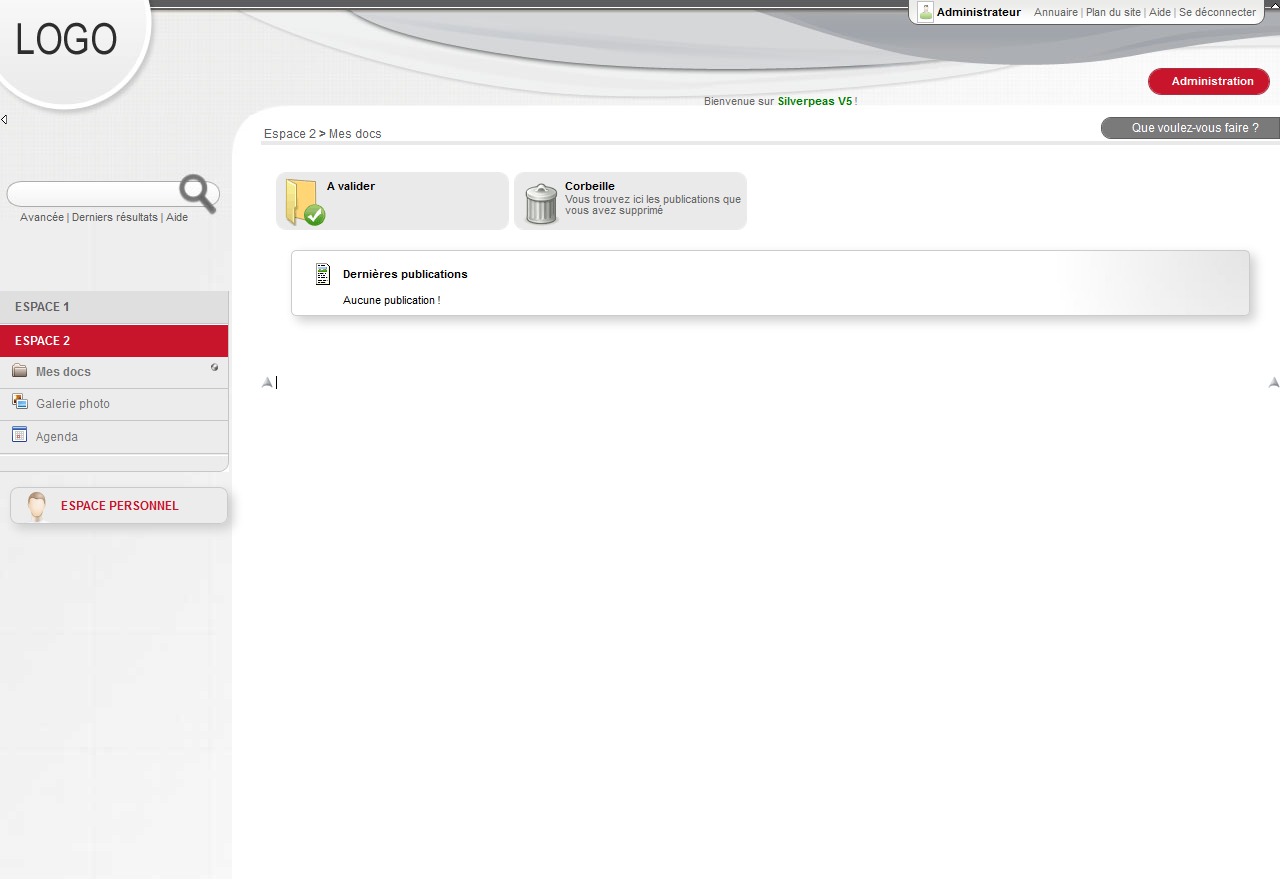 LOGO
Administrateur Annuaire | Plan du site | Aide | Se déconnecter
Administration
Bienvenue sur Silverpeas V5 !
Espace 2 > Mes docs
Que voulez-vous faire ?
A valider
Corbeille
Vous trouvez ici les publications que
vous avez supprimé
Avancée | Derniers résultats | Aide
Dernières publications
Aucune publication !
ESPACE 1
ESPACE 2
Mes docs
Galerie photo
Agenda
ESPACE PERSONNEL